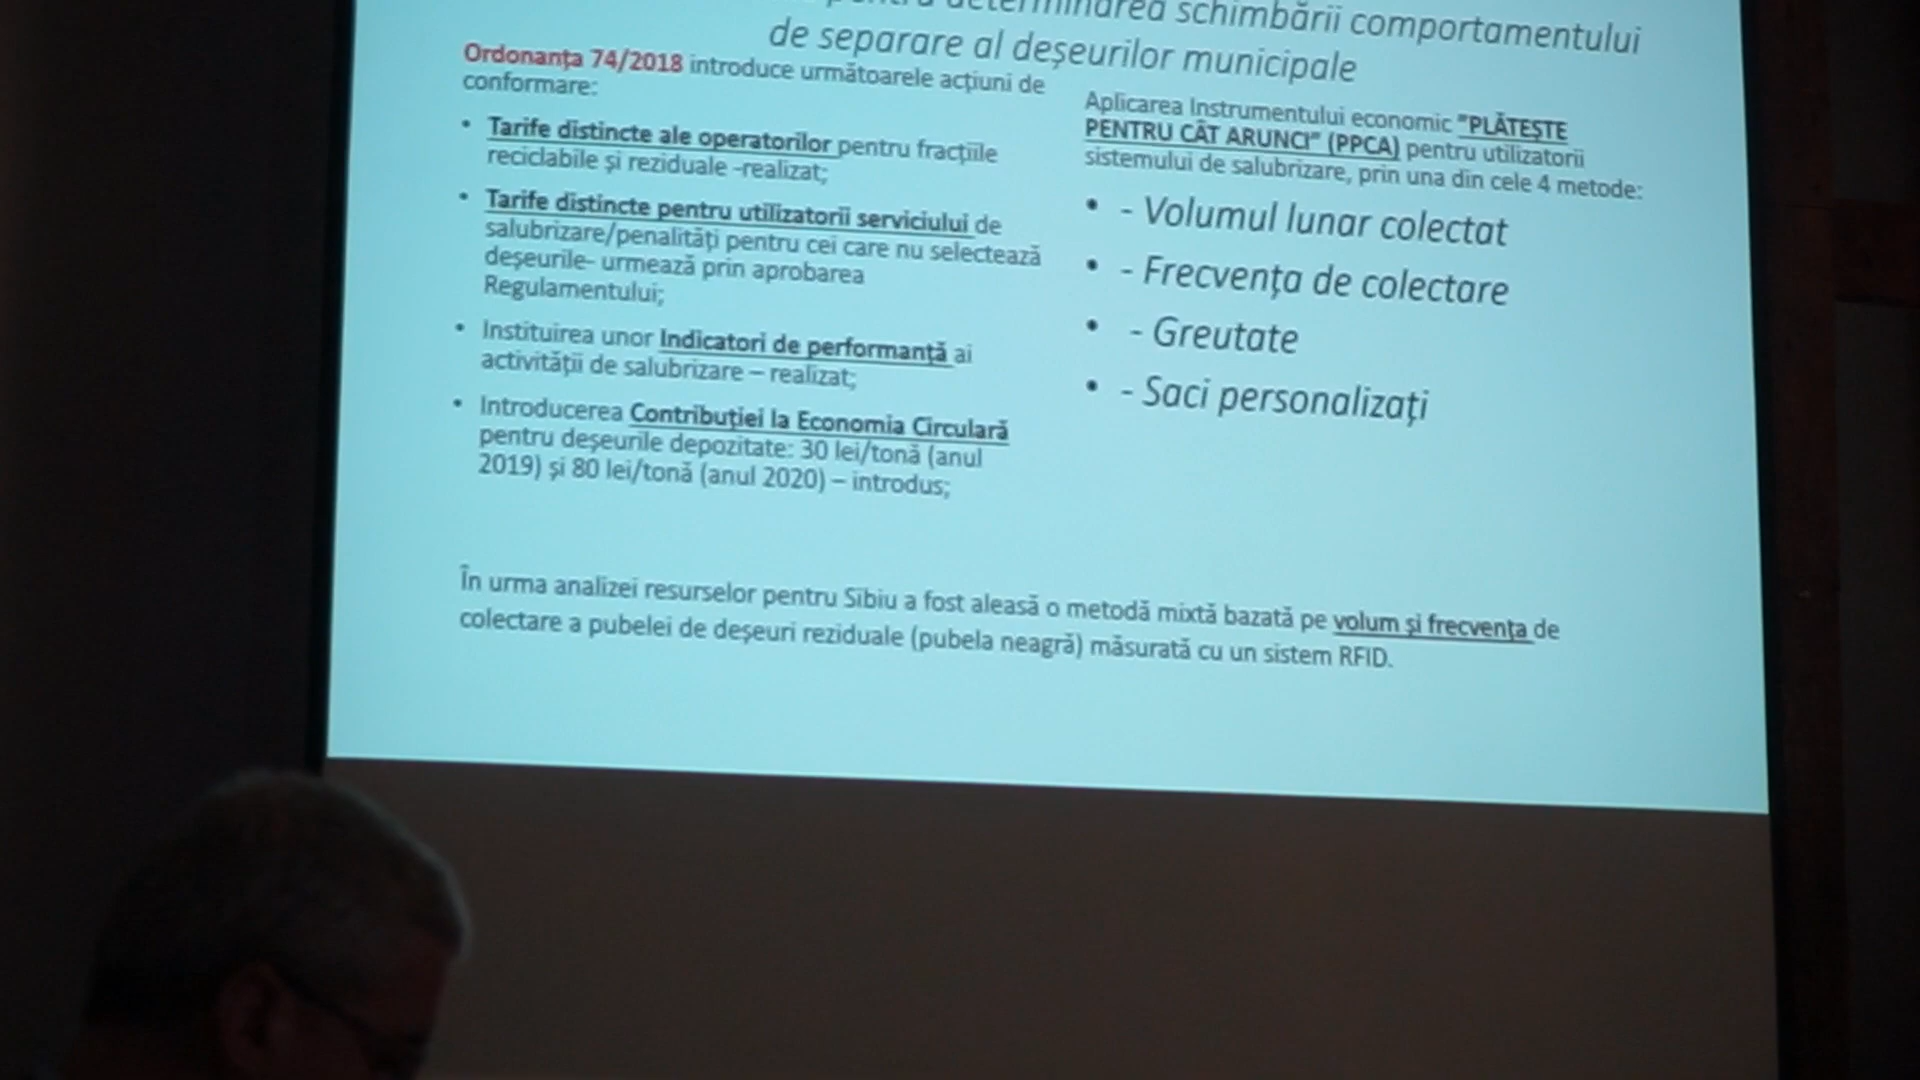 determinarea schimbării comportamentului
de separare al deșeurilor municipale
Ordonanța 74/2018 introduce următoarele acțiuni de
conformare:
• Tarife distincte ale operatorilor pentru fracțiile
reciclabile și reziduale -realizat;
• Tarife distincte pentru utilizatorii serviciului de
salubrizare/penalități pentru cei care nu selectează
deșeurile- urmează prin aprobarea
Regulamentului;
• Instituirea unor Indicatori de performanță ai
activității de salubrizare – realizat;
• Introducerea Contribuției la Economia Circulară
pentru deșeurile depozitate: 30 lei/tonă (anul
2019) și 80 lei/tonă (anul 2020) – introdus;
Aplicarea Instrumentului economic "PLĂTEȘTE
PENTRU CÂT ARUNCI" (PPCA) pentru utilizatorii
sistemului de salubrizare, prin una din cele 4 metode:
• - Volumul lunar colectat
• - Frecvența de colectare
• - Greutate
• - Saci personalizați
În urma analizei resurselor pentru Sibiu a fost aleasă o metodă mixtă bazată pe volum și frecvența de
colectare a pubelei de deșeuri reziduale (pubela neagră) măsurată cu un sistem RFID.